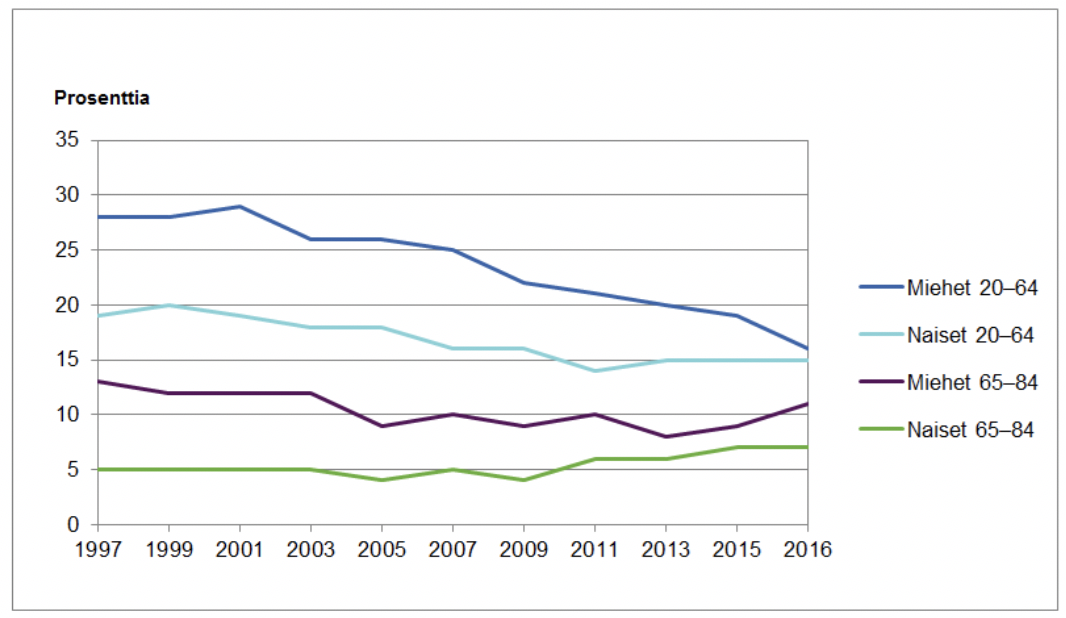 Prosenttia
35
30
25
20
15
10
5
0
1997 1999 2001 2003 2005 2007 2009 2011 2013 2015 2016
Miehet 20–64
Naiset 20–64
Miehet 65–84
Naiset 65–84